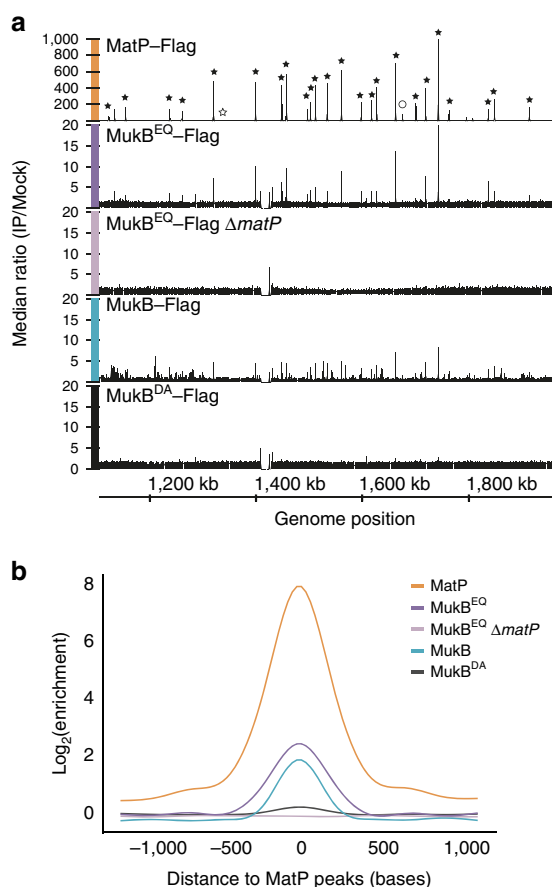 a
Median ratio (IP/Mock)
MatP–Flag
1,000
800
600
400
200
MukB^EQ–Flag
20
15
10
5
MukB^EQ–Flag ΔmatP
20
15
10
5
MukB–Flag
20
15
10
5
MukB^DA–Flag
20
15
10
5
0
1,200 kb 1,400 kb 1,600 kb 1,800 kb
Genome position
b
Log₂(enrichment)
8
6
4
2
0
MatP
MukB^EQ
MukB^EQ ΔmatP
MukB
MukB^DA
–1,000 –500 0 500 1,000
Distance to MatP peaks (bases)